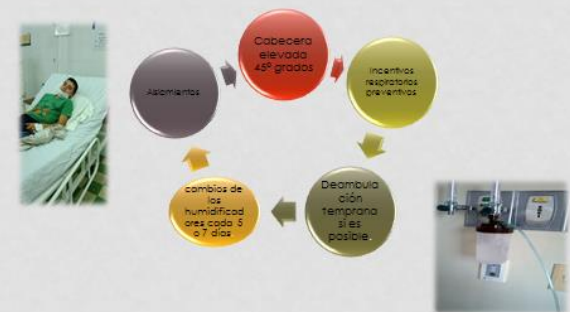 Cabecera
elevada
45º grados
Incentivos
respiratorios
preventivos
Deambula
ción
temprana
si es
posible.
cambios de
los
humidificad
ores cada 5
o 7 días
Aislamientos